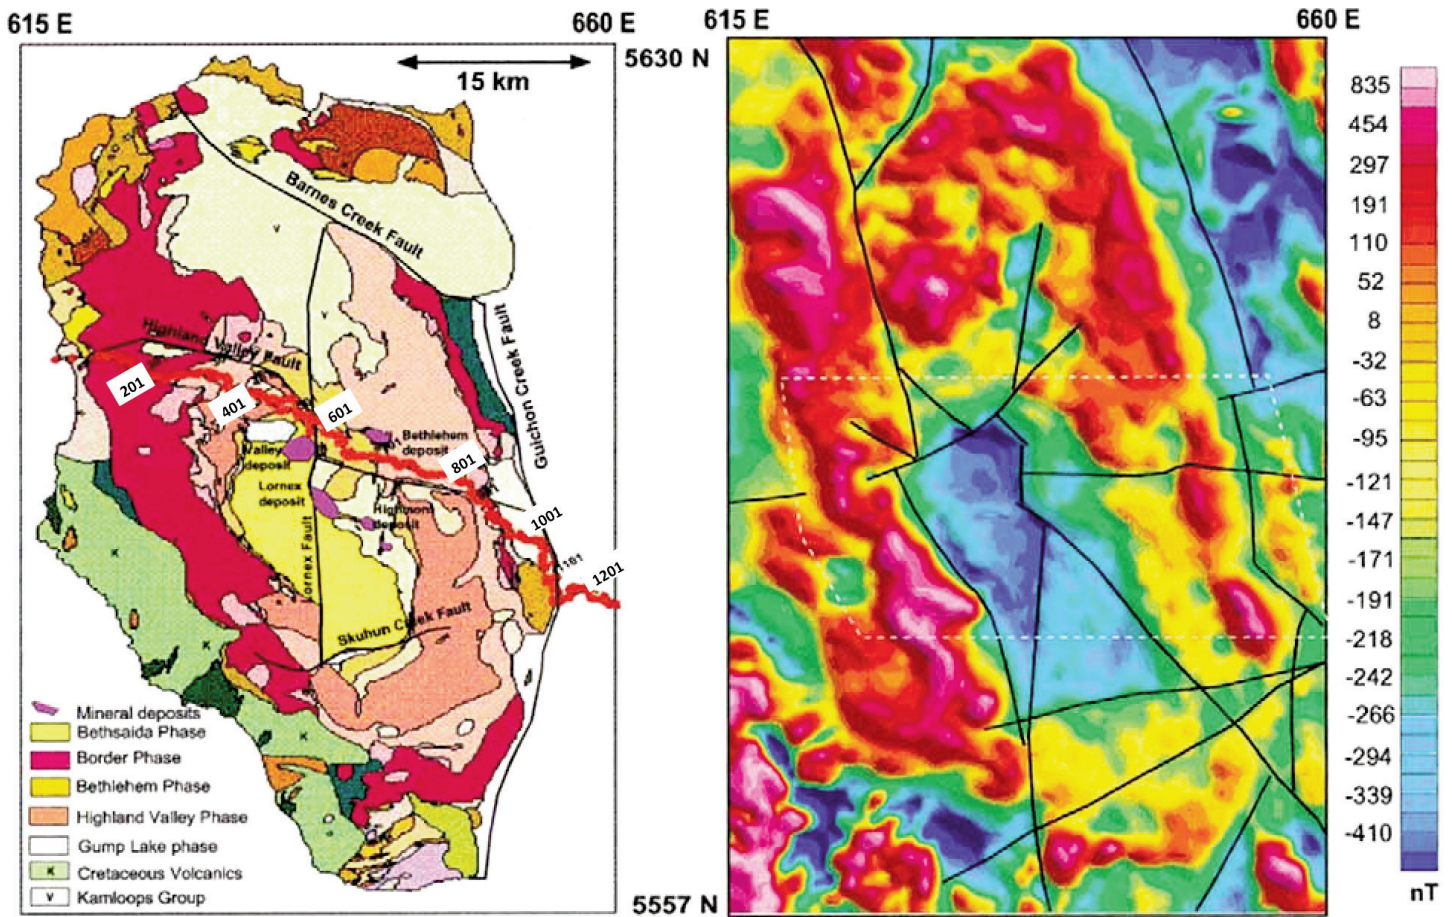 615 E
660 E
615 E
660 E
5630 N
15 km
Barnes Creek Fault
v
Highland Valley Fault
v
Guichon Creek Fault
201
401
601
Bethlehem
deposit
Valley
deposit
801
Lornex
deposit
Highmont
deposit
1001
K
Lornex Fault
1101
1201
Skuhun Creek Fault
K
K
Mineral deposits
Bethsaida Phase
Border Phase
Bethlehem Phase
Highland Valley Phase
Gump Lake phase
K Cretaceous Volcanics
v Kamloops Group
5557 N
835
454
297
191
110
52
8
-32
-63
-95
-121
-147
-171
-191
-218
-242
-266
-294
-339
-410
nT